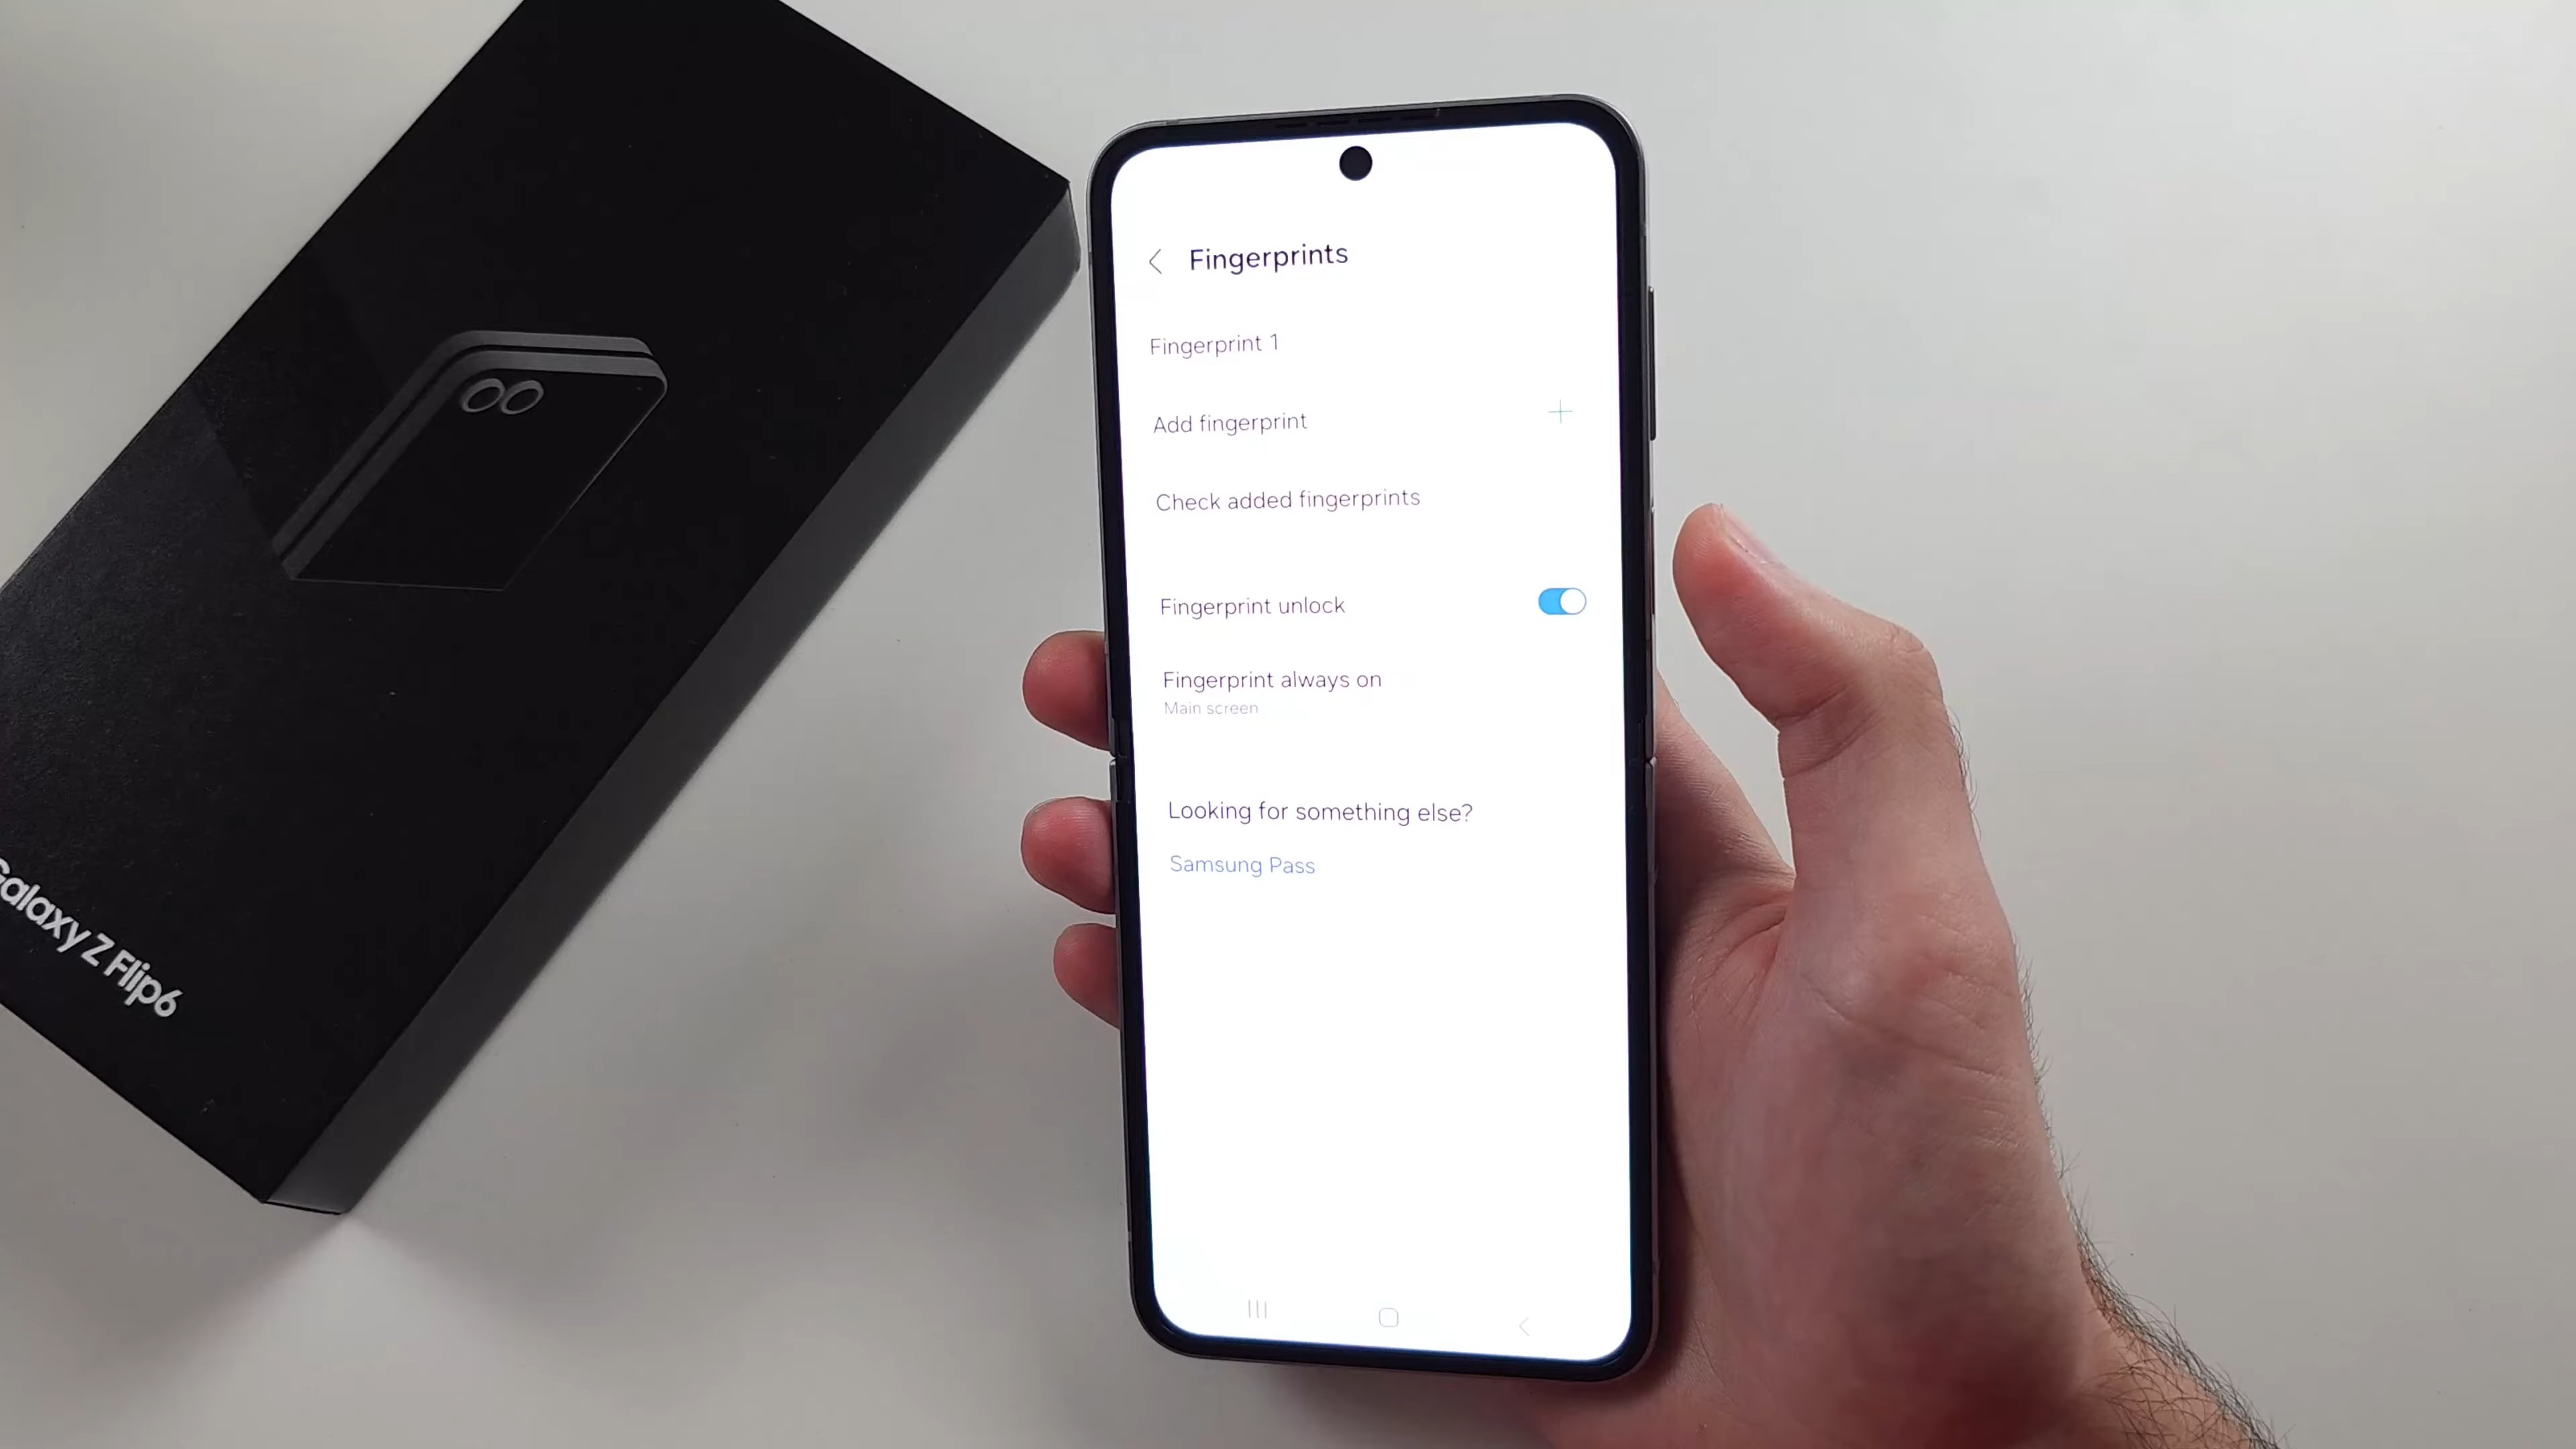 Fingerprints
Fingerprint 1
Add fingerprint
Check added fingerprints
Fingerprint unlock
Fingerprint always on
Main screen
Looking for something else?
Samsung Pass
Galaxy Z Flip6